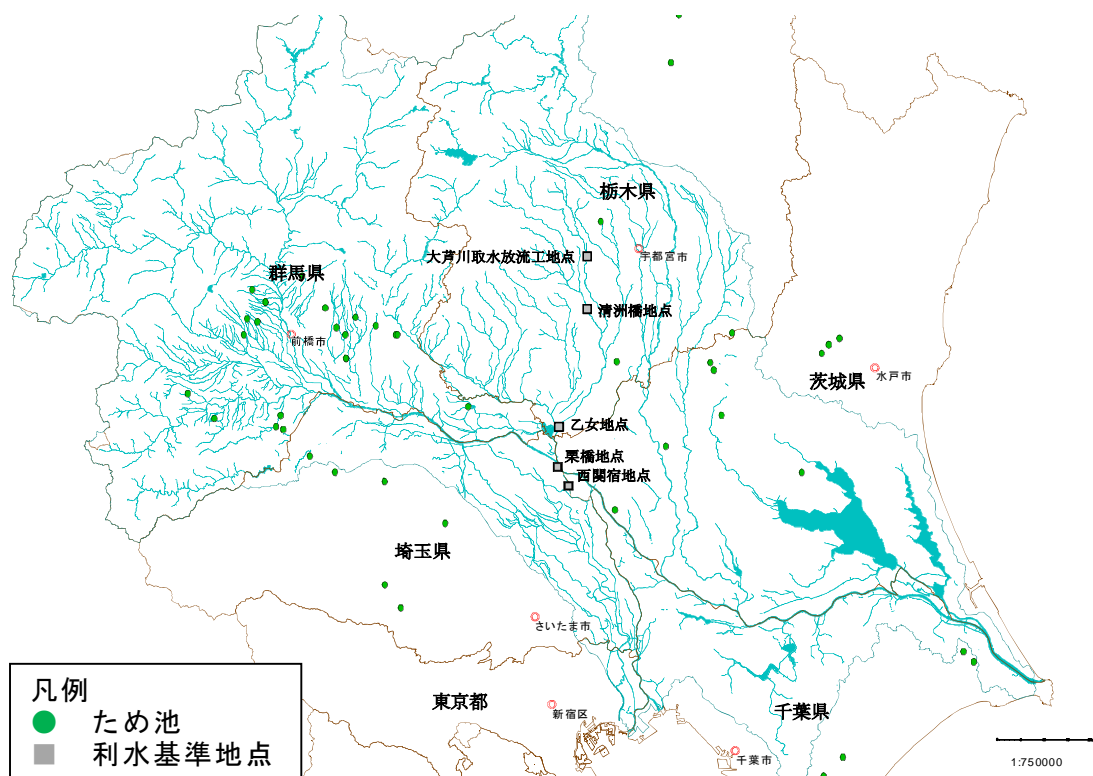 栃木県
宇都宮市
大芦川取水放流工地点
群馬県
清洲橋地点
前橋市
茨城県
水戸市
乙女地点
栗橋地点
西関宿地点
埼玉県
さいたま市
凡例
ため池
利水基準地点
東京都
新宿区
千葉県
千葉市
1:750000